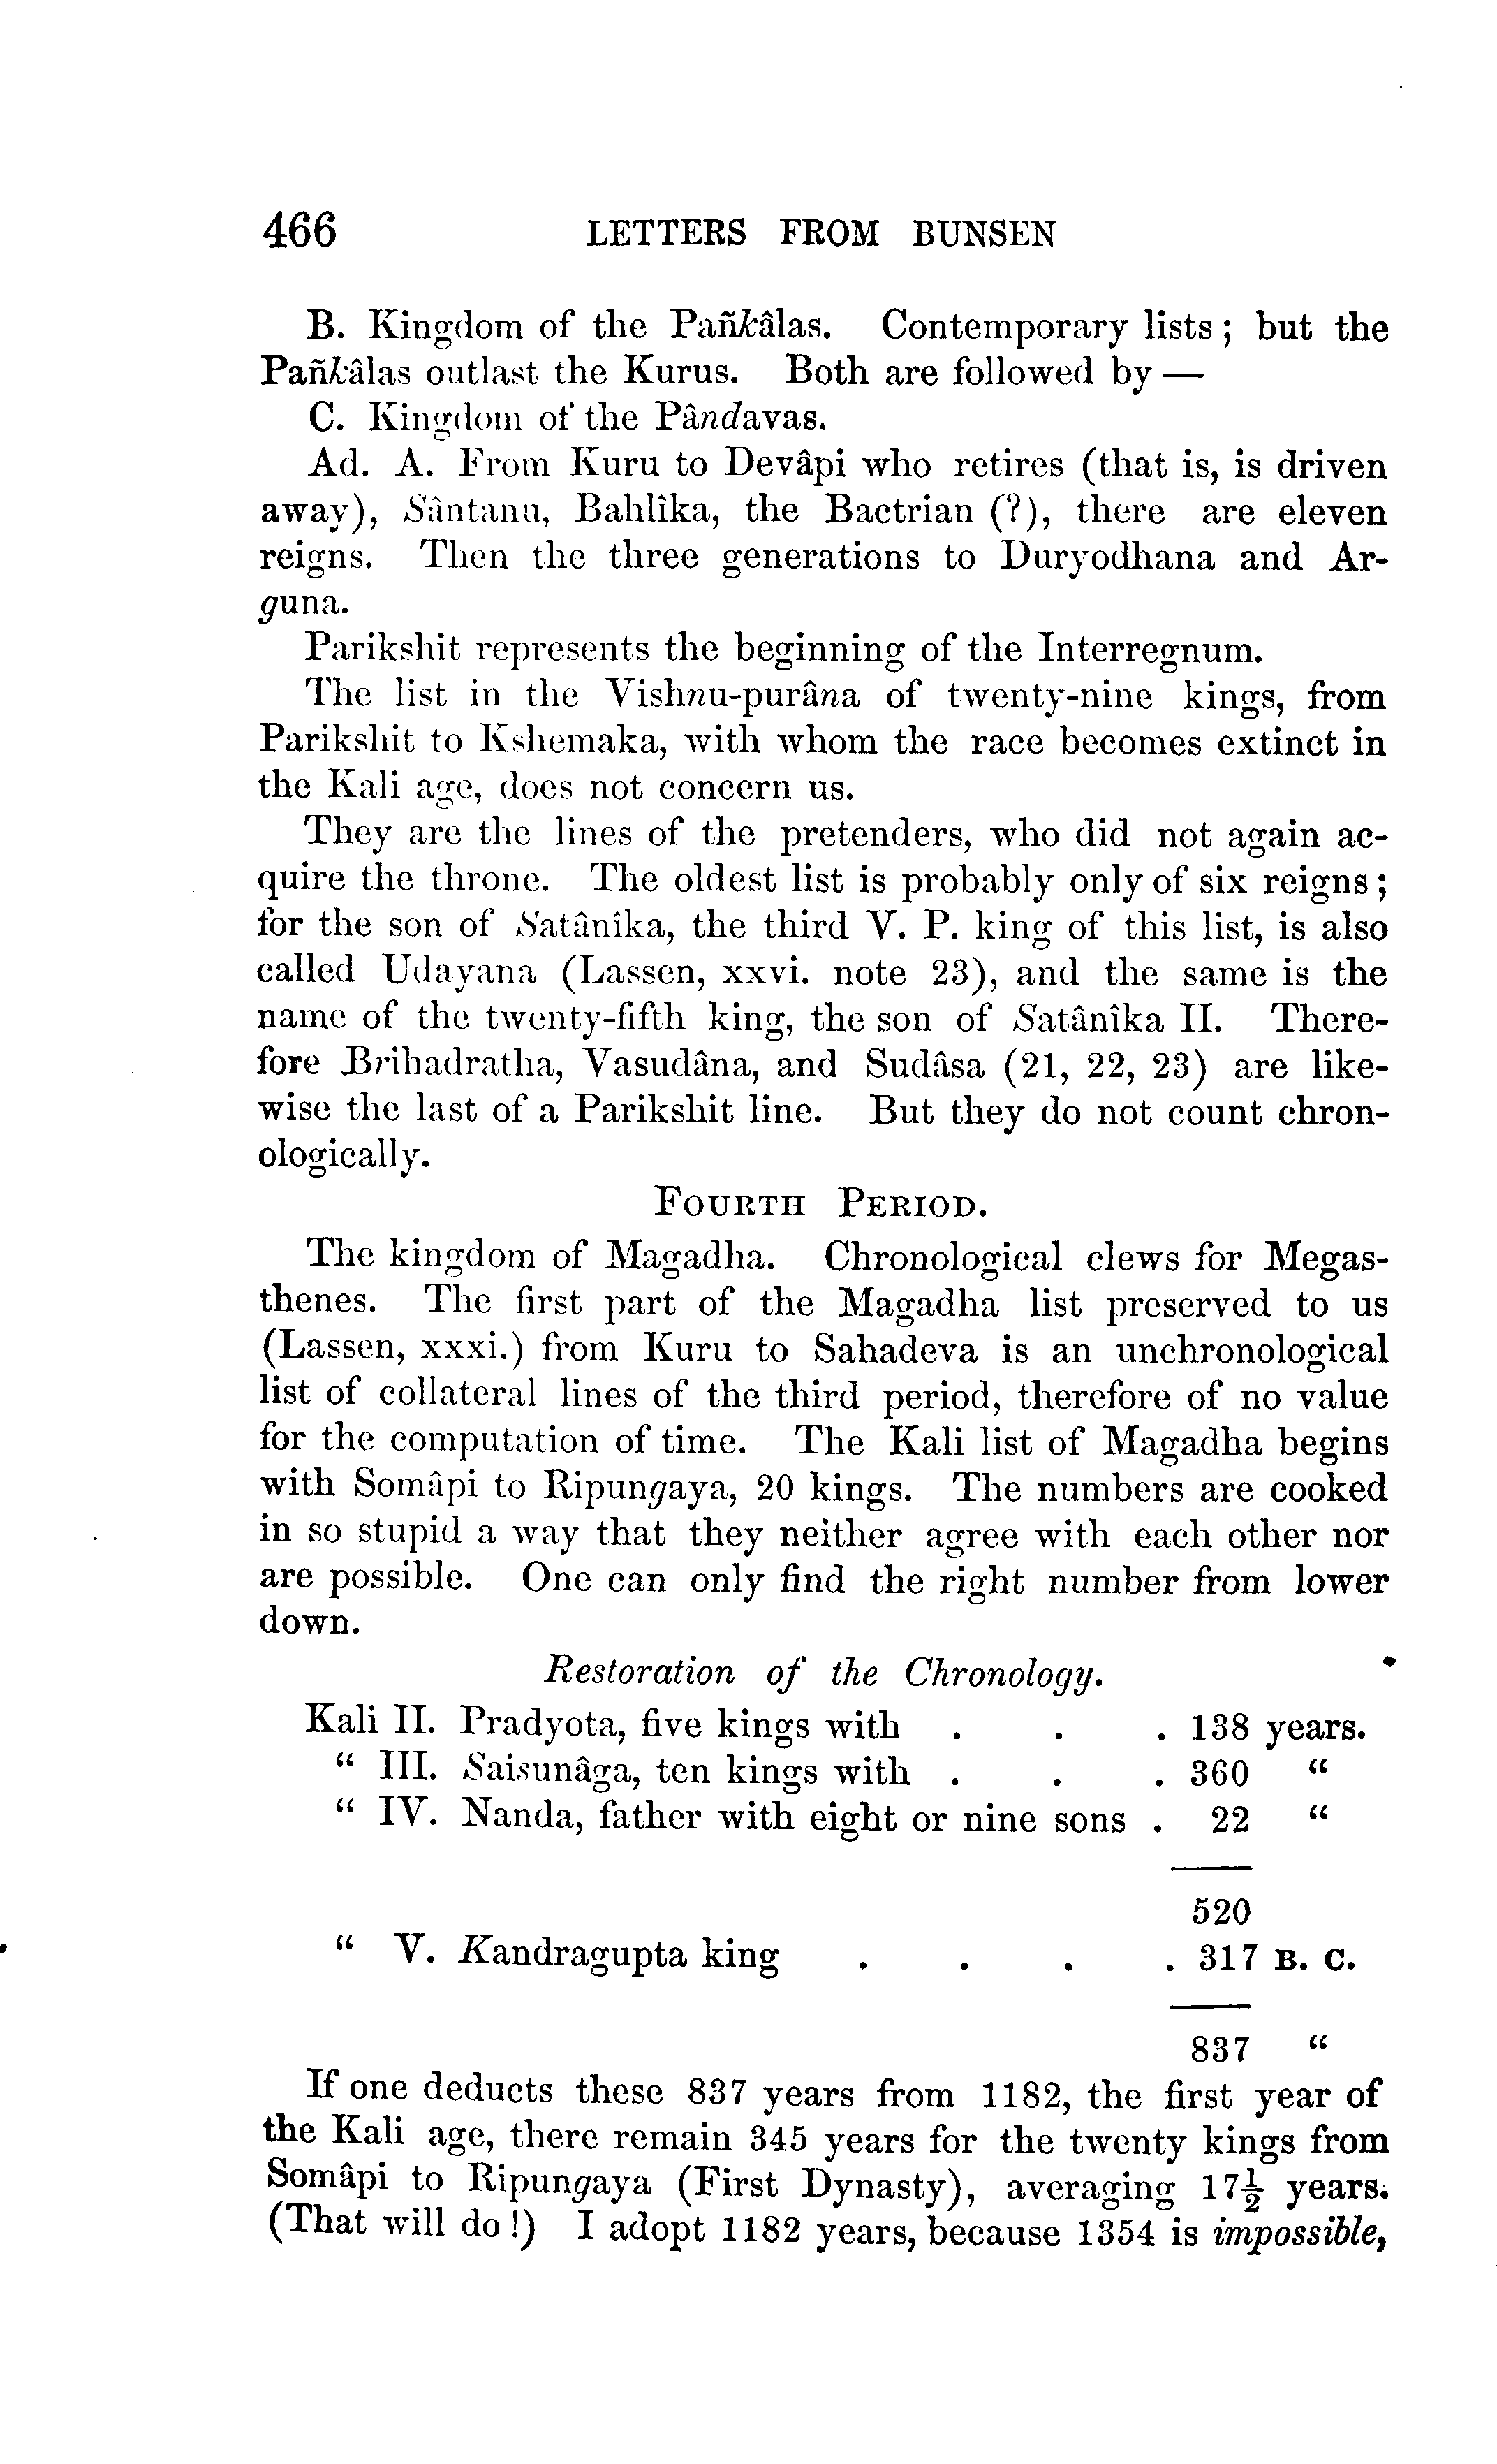 466 LETTERS FROM BUNSEN
B. Kingdom of the Pañkâlas. Contemporary lists; but the
Pañkâlas outlast the Kurus. Both are followed by —
C. Kingdom of the Pândavas.
Ad. A. From Kuru to Devâpi who retires (that is, is driven
away), Sântanu, Bahlîka, the Bactrian (?), there are eleven
reigns. Then the three generations to Duryodhana and Ar-
guna.
Parikshit represents the beginning of the Interregnum.
The list in the Vishnu-purâna of twenty-nine kings, from
Parikshit to Kshemaka, with whom the race becomes extinct in
the Kali age, does not concern us.
They are the lines of the pretenders, who did not again ac-
quire the throne. The oldest list is probably only of six reigns;
for the son of Satânîka, the third V. P. king of this list, is also
called Udayana (Lassen, xxvi. note 23), and the same is the
name of the twenty-fifth king, the son of Satânîka II. There-
fore Brihadratha, Vasudâna, and Sudâsa (21, 22, 23) are like-
wise the last of a Parikshit line. But they do not count chron-
ologically.
FOURTH PERIOD.
The kingdom of Magadha. Chronological clews for Megas-
thenes. The first part of the Magadha list preserved to us
(Lassen, xxxi.) from Kuru to Sahadeva is an unchronological
list of collateral lines of the third period, therefore of no value
for the computation of time. The Kali list of Magadha begins
with Somâpi to Ripungaya, 20 kings. The numbers are cooked
in so stupid a way that they neither agree with each other nor
are possible. One can only find the right number from lower
down.
Restoration of the Chronology.
Kali II. Pradyota, five kings with . . . 138 years.
" III. Saisunâga, ten kings with . . . 360 "
" IV. Nanda, father with eight or nine sons . 22 "
520
" V. Kandragupta king . . . . 317 B. C.
837 "
If one deducts these 837 years from 1182, the first year of
the Kali age, there remain 345 years for the twenty kings from
Somâpi to Ripungaya (First Dynasty), averaging 17½ years.
(That will do!) I adopt 1182 years, because 1354 is impossible,